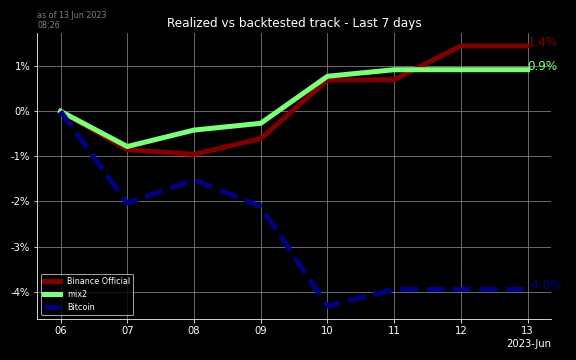 as of 13 Jun 2023
08:26
Realized vs backtested track - Last 7 days
1.4%
0.9%
1%
0%
-1%
-2%
-3%
-4%
-4.0%
Binance Official
mix2
Bitcoin
06 07 08 09 10 11 12 13
2023-Jun